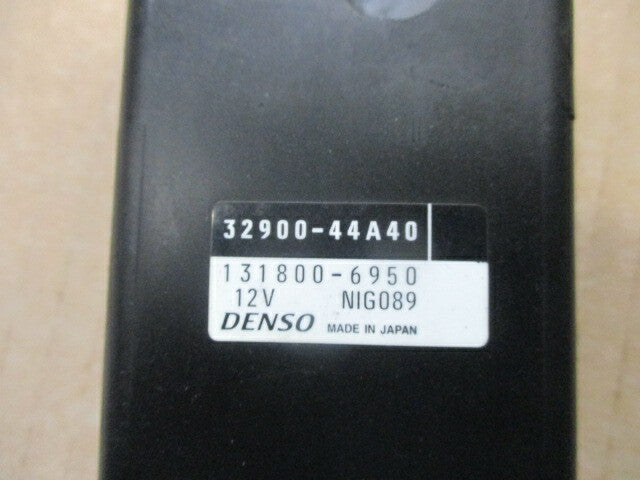 32900-44A40
131800-6950
12V NIG089
DENSO MADE IN JAPAN